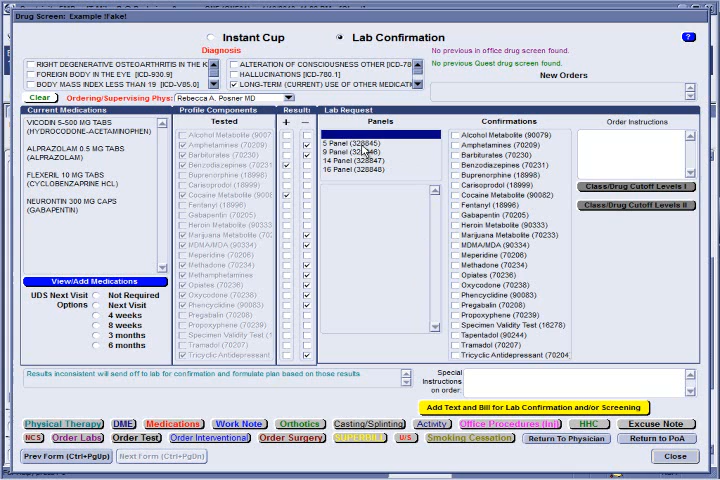 Drug Screen: Example !Fake!
Instant Cup
Lab Confirmation
?
Diagnosis
No previous in office drug screen found.
No previous Quest drug screen found.
New Orders
RIGHT DEGENERATIVE OSTEOARTHRITIS IN THE K
FOREIGN BODY IN THE EYE [ICD-930.9]
BODY MASS INDEX LESS THAN 19 [ICD-V85.0]
ALTERATION OF CONSCIOUSNESS OTHER [ICD-78
HALLUCINATIONS [ICD-780.1]
LONG-TERM (CURRENT) USE OF OTHER MEDICATI
Clear
Ordering/Supervising Phys:
Rebecca A. Posner MD
Current Medications
Profile Components
Results
Lab Request
Tested
+ −
Panels
Confirmations
Order Instructions
VICODIN 5-500 MG TABS
(HYDROCODONE-ACETAMINOPHEN)
ALPRAZOLAM 0.5 MG TABS
(ALPRAZOLAM)
FLEXERIL 10 MG TABS
(CYCLOBENZAPRINE HCL)
NEURONTIN 300 MG CAPS
(GABAPENTIN)
Alcohol Metabolite (9007
Amphetamines (70209)
Barbiturates (70230)
Benzodiazepines (70231
Buprenorphine (18998)
Carisoprodol (18999)
Cocaine Metabolite (9008
Fentanyl (18996)
Gabapentin (70205)
Heroin Metabolite (90333
Marijuana Metabolite (702
MDMA/MDA (90334)
Meperidine (70206)
Methadone (70234)
Methamphetamines
Opiates (70236)
Oxycodone (70238)
Phencyclidine (90083)
Pregabalin (70208)
Propoxyphene (70239)
Specimen Validity Test (1
Tramadol (70207)
Tricyclic Antidepressant
5 Panel (328845)
9 Panel (
14 Panel (328847)
16 Panel (328848)
Alcohol Metabolite (90079)
Amphetamines (70209)
Barbiturates (70230)
Benzodiazepines (70231)
Buprenorphine (18998)
Carisoprodol (18999)
Cocaine Metabolite (90082)
Fentanyl (18996)
Gabapentin (70205)
Heroin Metabolite (90333)
Marijuana Metabolite (70233)
MDMA/MDA (90334)
Meperidine (70206)
Methadone (70234)
Opiates (70236)
Oxycodone (70238)
Phencyclidine (90083)
Pregabalin (70208)
Propoxyphene (70239)
Specimen Validity Test (16278)
Tapentadol (90244)
Tramadol (70207)
Tricyclic Antidepressant (70204
Class/Drug Cutoff Levels I
Class/Drug Cutoff Levels II
View/Add Medications
UDS Next Visit
Options
Not Required
Next Visit
4 weeks
8 weeks
3 months
6 months
Results inconsistent will send off to lab for confirmation and formulate plan based on those results.
Special
Instructions
on order:
Add Text and Bill for Lab Confirmation and/or Screening
Physical Therapy
DME
Medications
Work Note
Orthotics
Casting/Splinting
Activity
Office Procedures (Inj)
HHC
Excuse Note
NCS
Order Labs
Order Test
Order Interventional
Order Surgery
U/S
Smoking Cessation
Return To Physician
Return to PoA
Prev Form (Ctrl+PgUp)
Next Form (Ctrl+PgDn)
Close